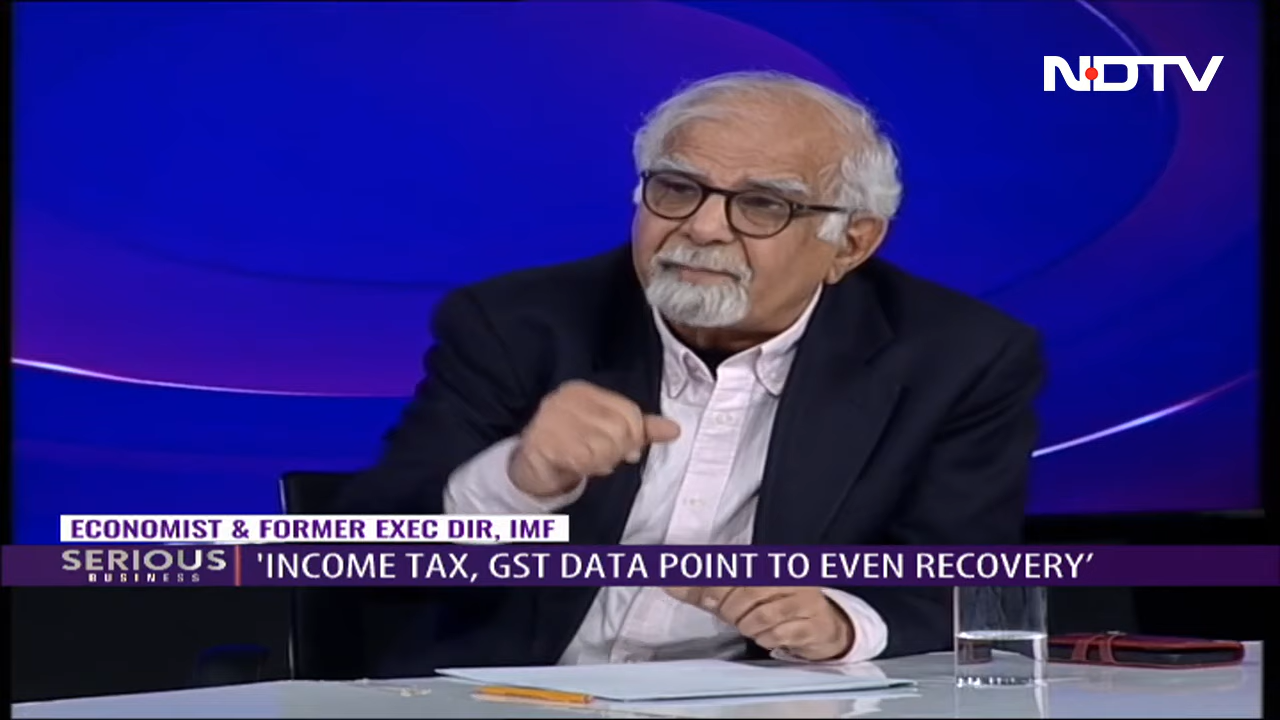 NDTV
ECONOMIST & FORMER EXEC DIR, IMF
SERIOUS
BUSINESS
'INCOME TAX, GST DATA POINT TO EVEN RECOVERY'